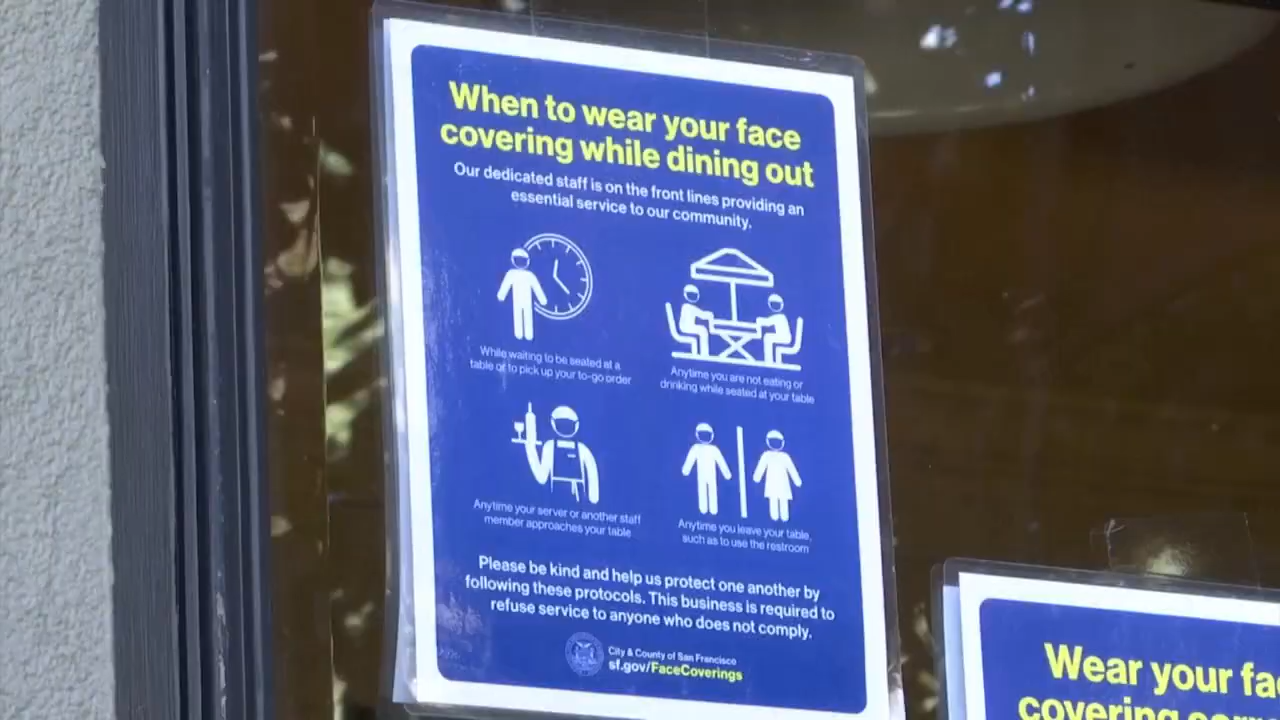 When to wear your face
covering while dining out
Our dedicated staff is on the front lines providing an
essential service to our community.
While waiting to be seated at a
table or to pick up your to-go order
Anytime you are not eating or
drinking while seated at your table
Anytime your server or another staff
member approaches your table
Anytime you leave your table,
such as to use the restroom
Please be kind and help us protect one another by
following these protocols. This business is required to
refuse service to anyone who does not comply.
City & County of San Francisco
sf.gov/FaceCoverings
Wear your
covering